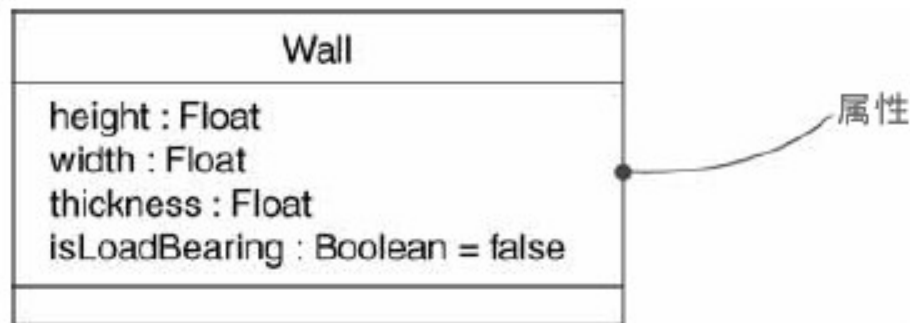 Wall
height : Float
width : Float
thickness : Float
isLoadBearing : Boolean = false
属性